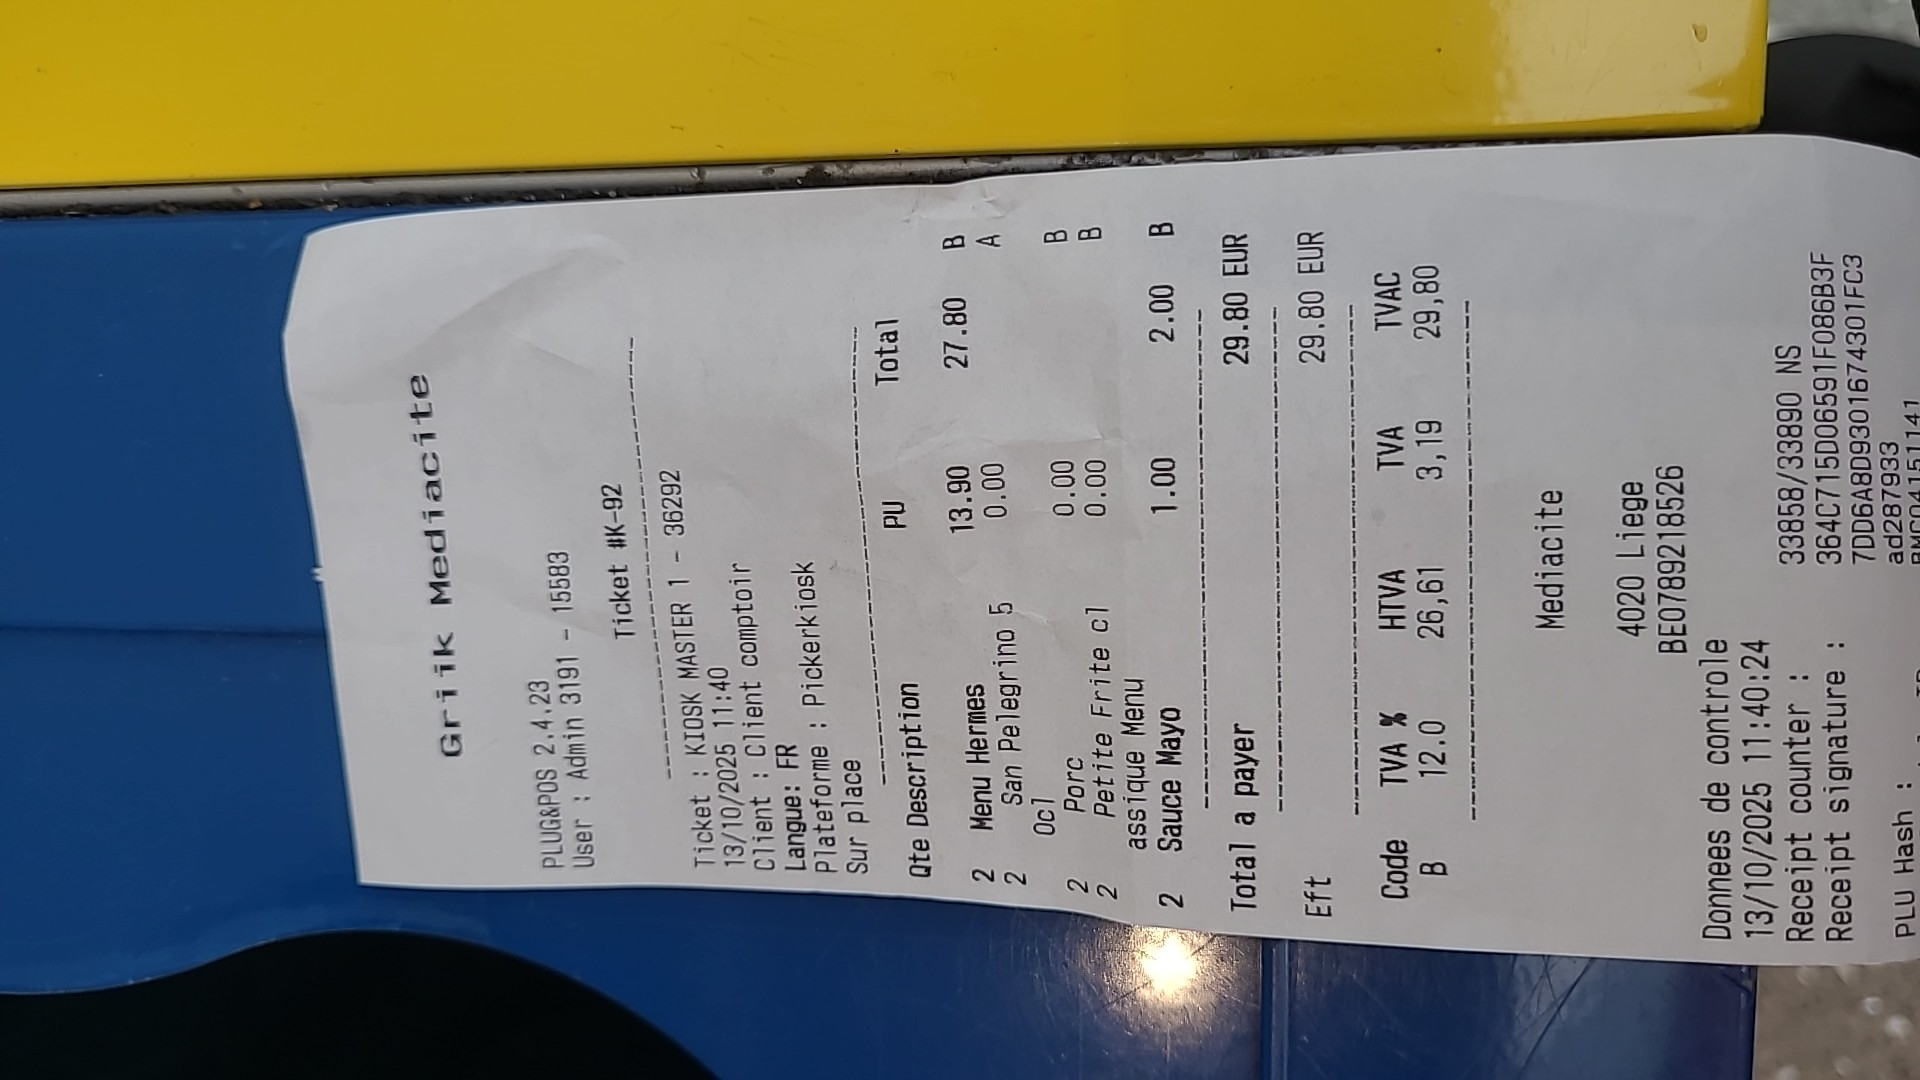 Griik Mediacite
PLUG&POS 2.4.23
User : Admin 3191 - 15583
Ticket #K-92
Ticket : KIOSK MASTER 1 - 36292
13/10/2025 11:40
Client : Client comptoir
Langue: FR
Plateforme : Pickerkiosk
Sur place
Qte Description PU Total
2 Menu Hermes 13.90 27.80 B
2 San Pelegrino 5 0.00 A
0cl
2 Porc 0.00 B
2 Petite Frite cl 0.00 B
assique Menu
2 Sauce Mayo 1.00 2.00 B
Total a payer 29.80 EUR
Eft 29.80 EUR
Code TVA % HTVA TVA TVAC
B 12.0 26,61 3,19 29,80
Mediacite
4020 Liege
BE0789218526
Donnees de controle
13/10/2025 11:40:24
Receipt counter : 33858/33890 NS
Receipt signature : 364C715D06591F086B3F
7DD6A8D9301674301FC3
PLU Hash : ad287933